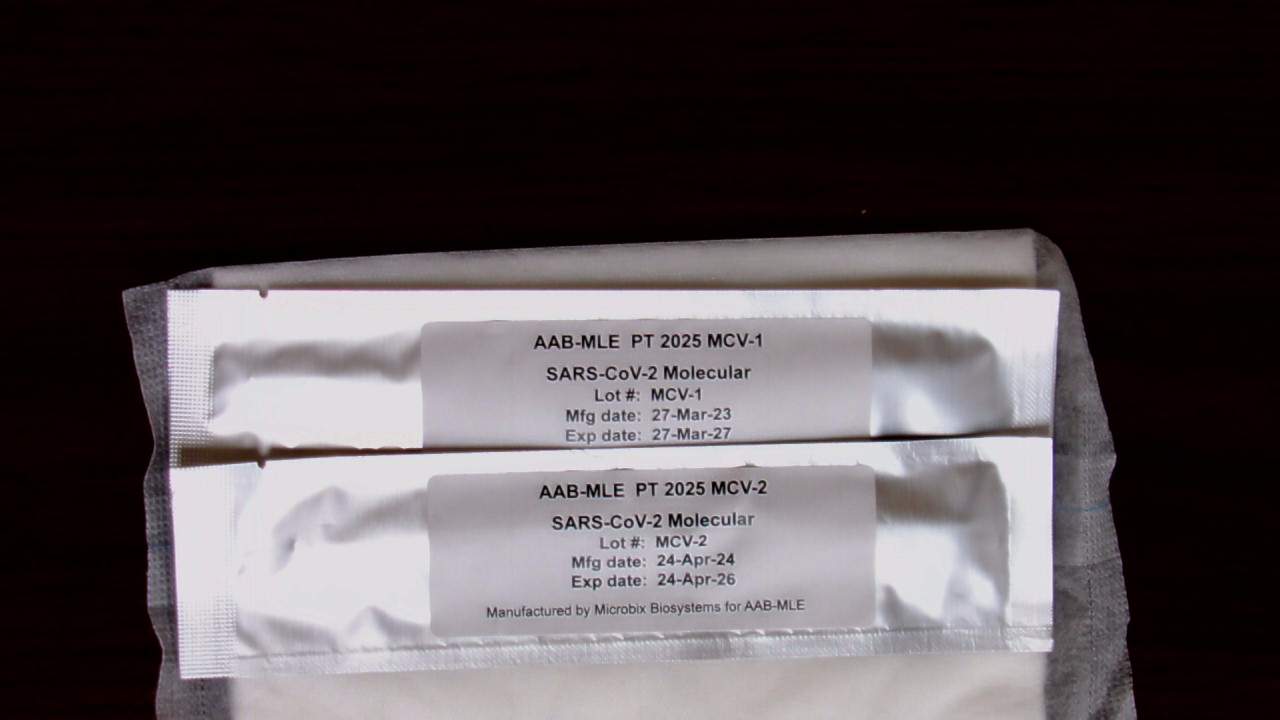 AAB-MLE PT 2025 MCV-1
SARS-CoV-2 Molecular
Lot #: MCV-1
Mfg date: 27-Mar-23
Exp date: 27-Mar-27
AAB-MLE PT 2025 MCV-2
SARS-CoV-2 Molecular
Lot #: MCV-2
Mfg date: 24-Apr-24
Exp date: 24-Apr-26
Manufactured by Microbix Biosystems for AAB-MLE